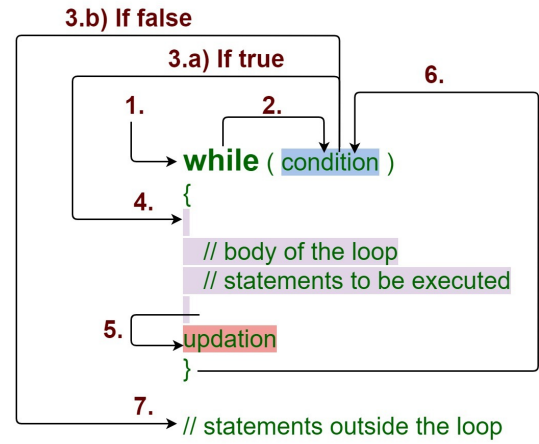 3.b) If false
3.a) If true
6.
1.
2.
while ( condition )
{
4.
// body of the loop
// statements to be executed
5.
updation
}
7.
// statements outside the loop